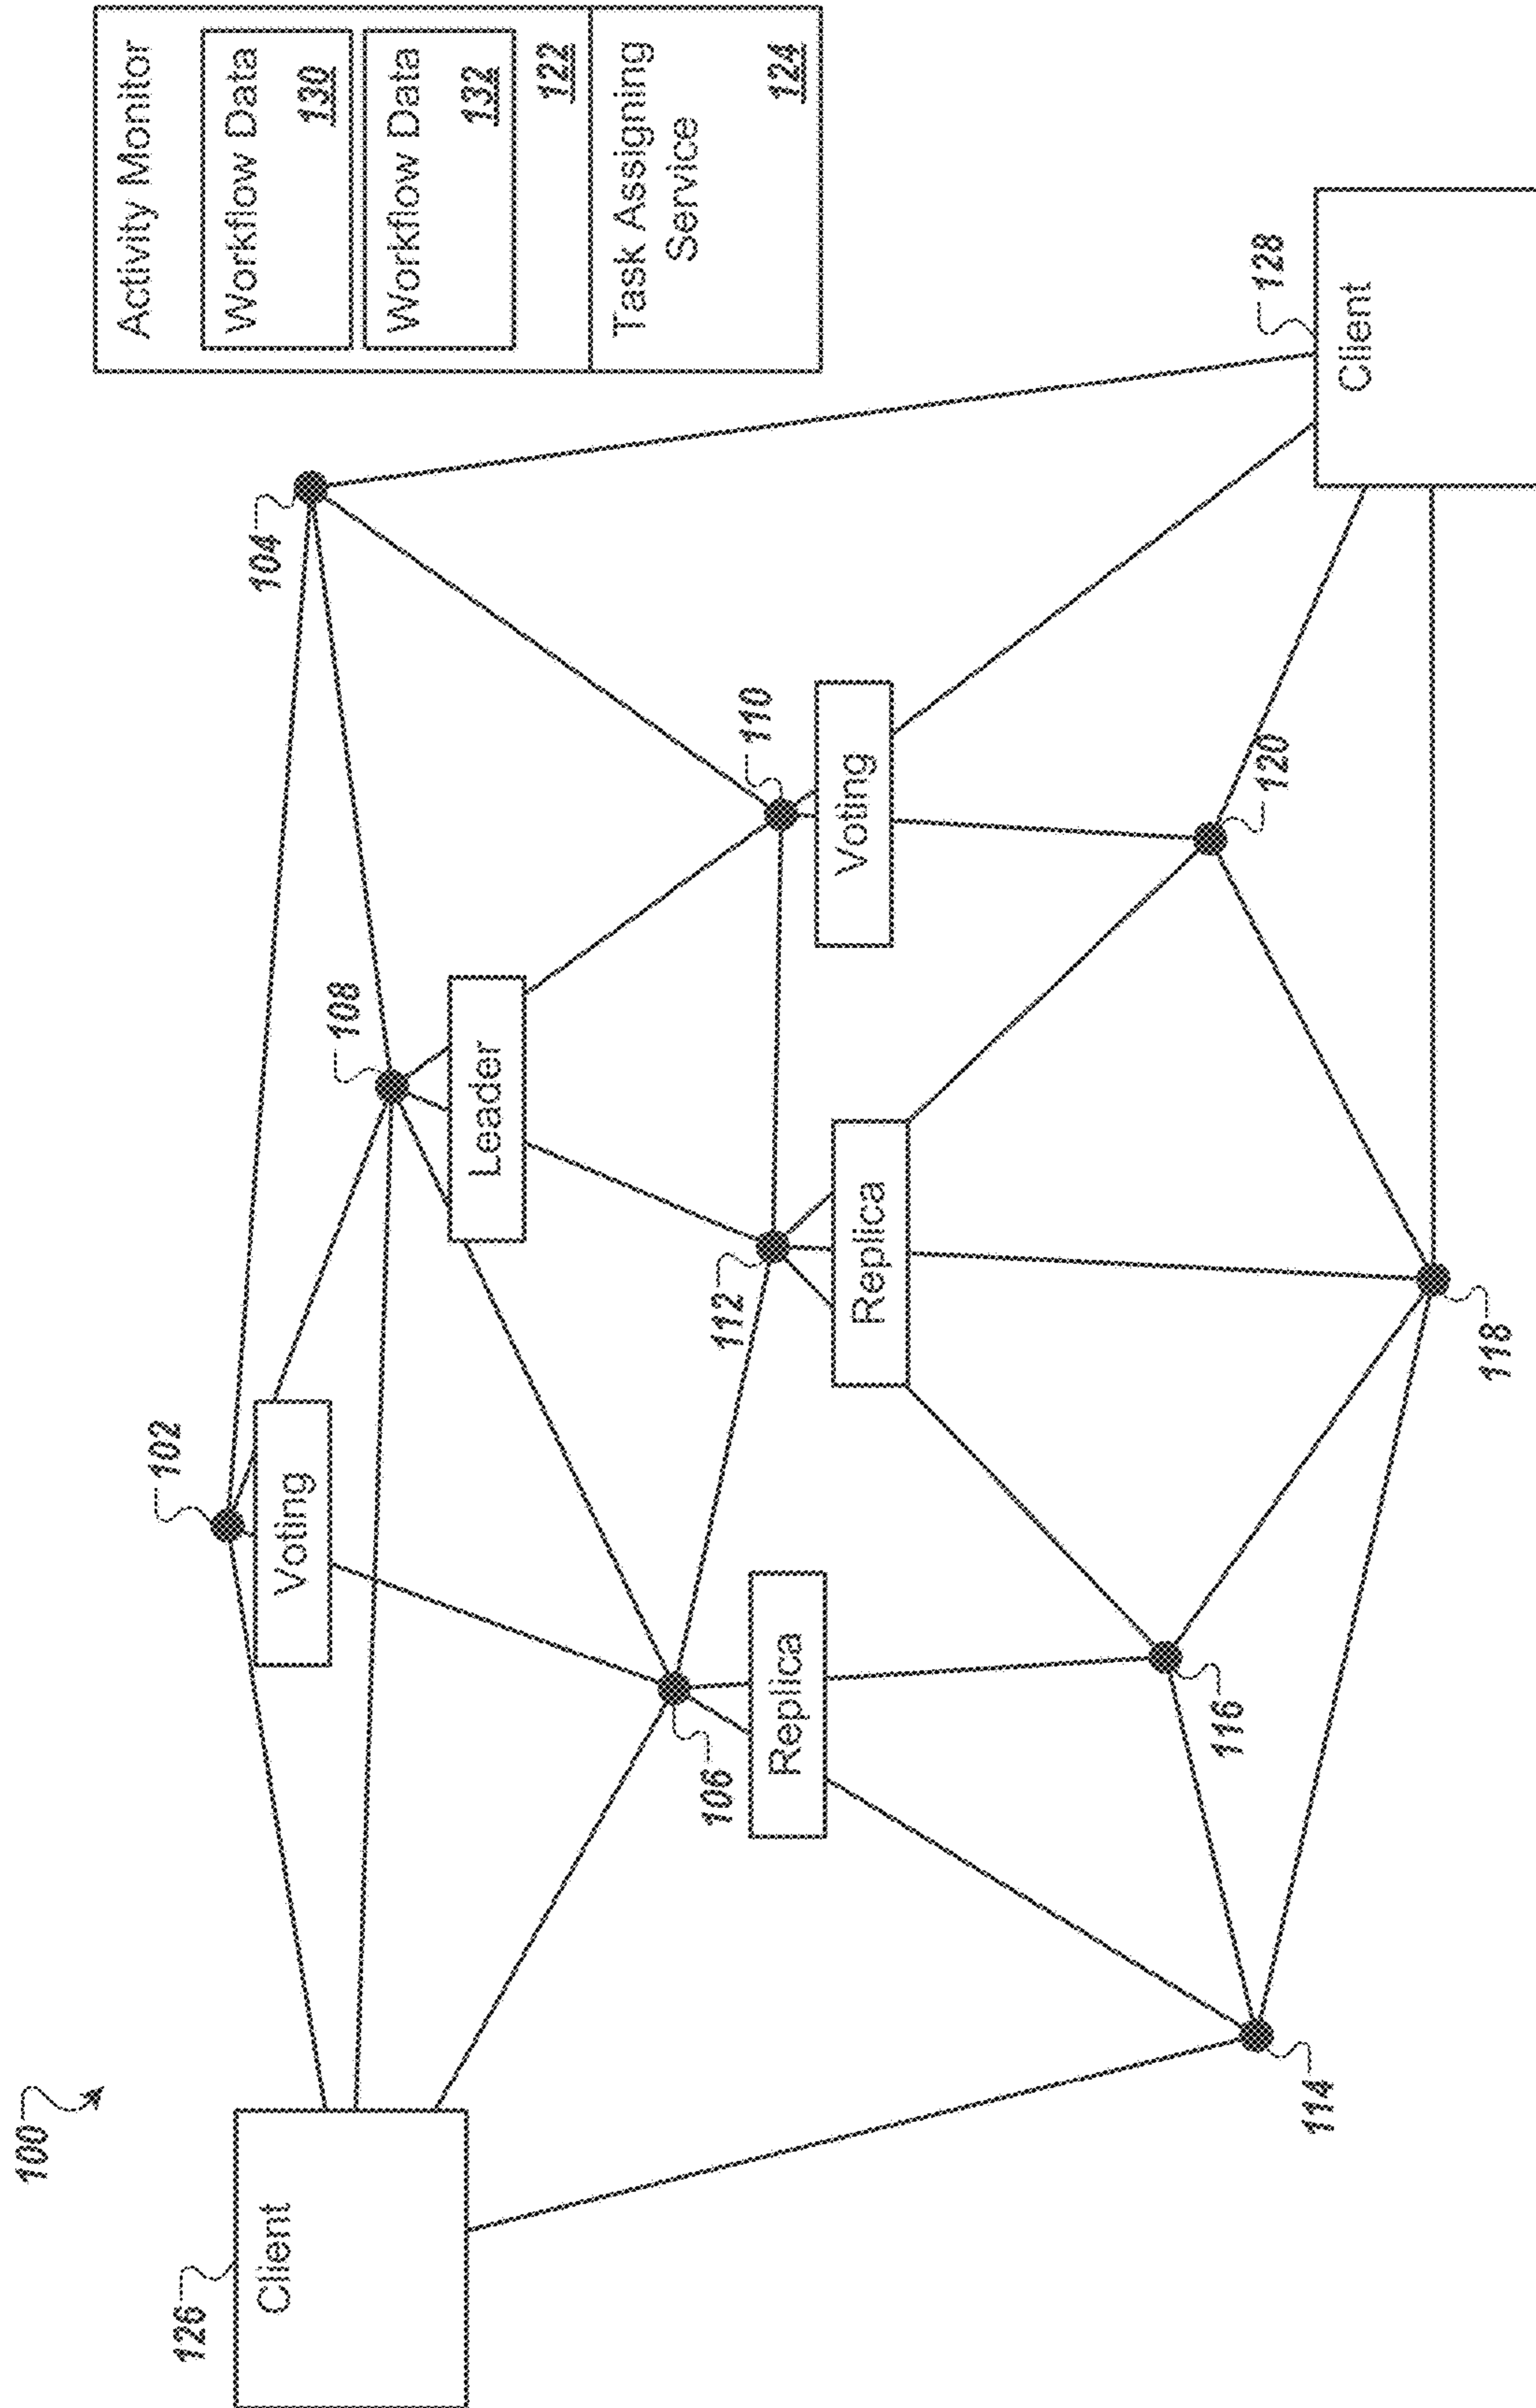 100
126
Client
102
Voting
104
108
Leader
106
Replica
112
Replica
110
Voting
114
116
118
120
128
Client
Activity Monitor
Workflow Data
130
Workflow Data
132
122
Task Assigning
Service
124